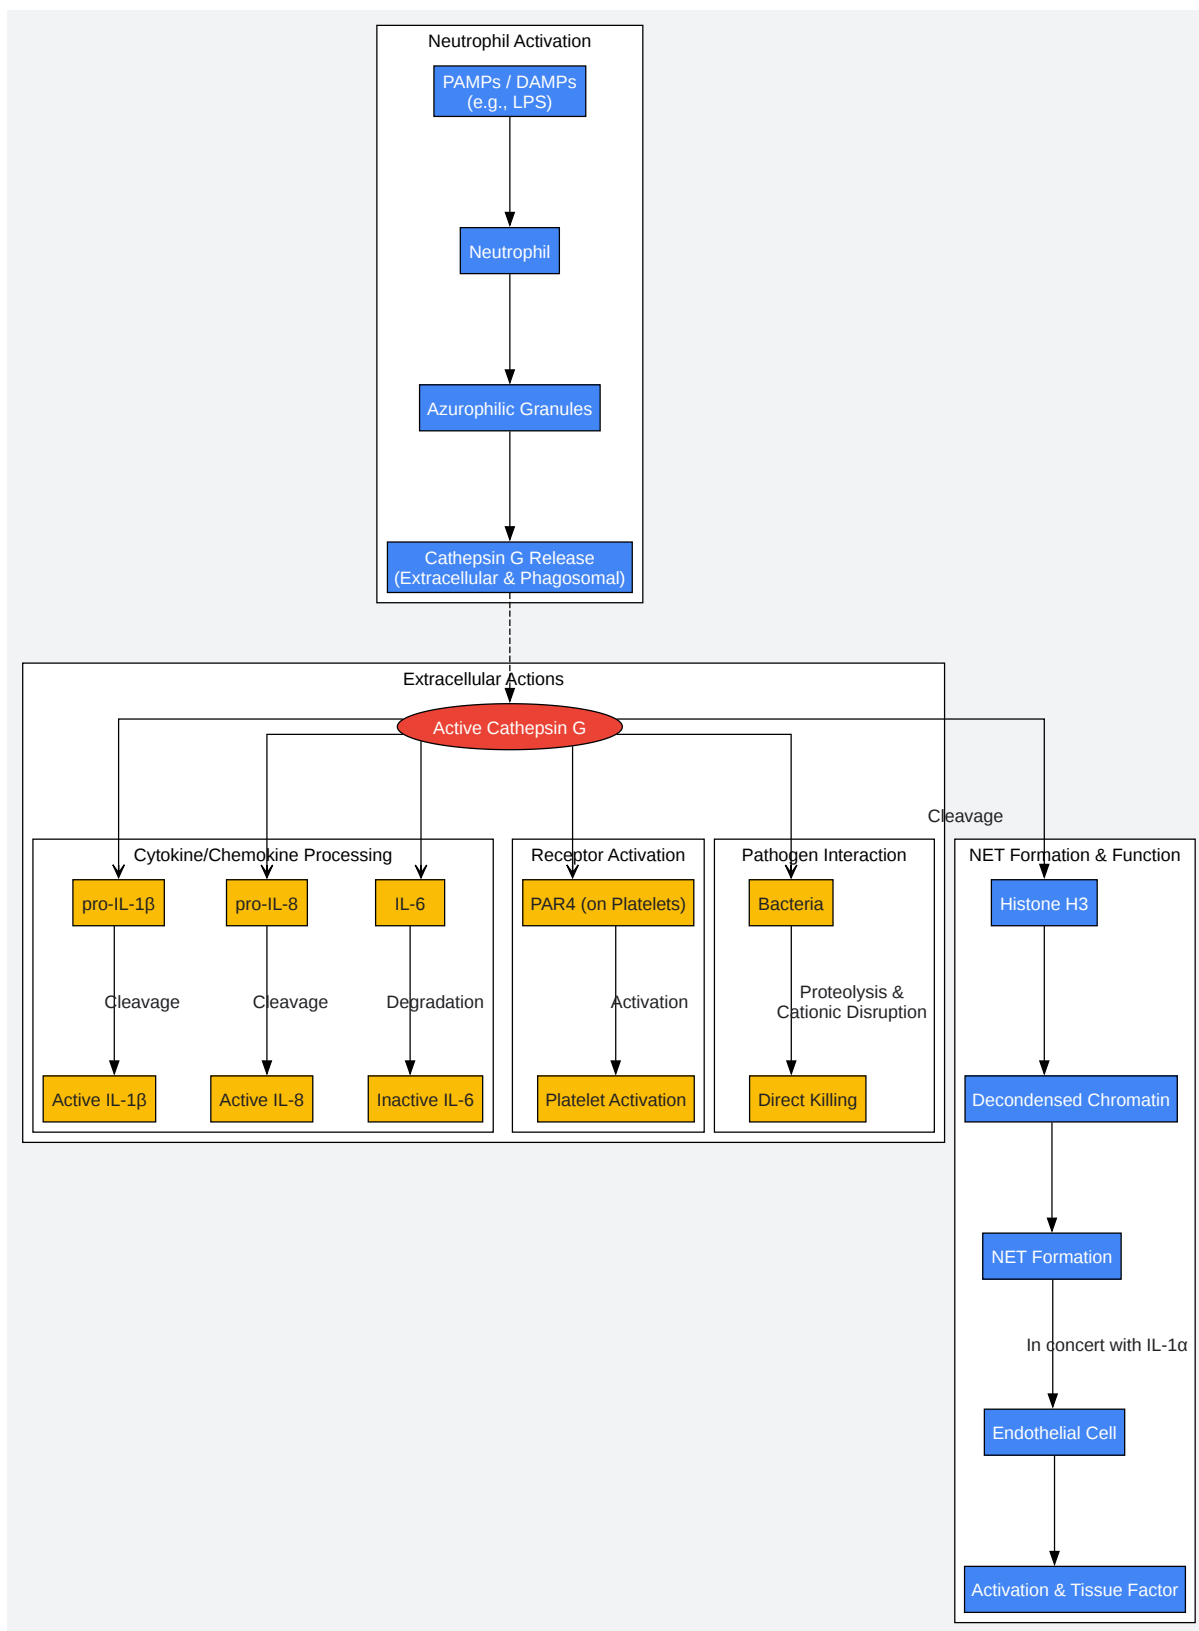 Neutrophil Activation
PAMPs / DAMPs
(e.g., LPS)
Neutrophil
Azurophilic Granules
Cathepsin G Release
(Extracellular & Phagosomal)
Extracellular Actions
Active Cathepsin G
Cleavage
Cytokine/Chemokine Processing
Receptor Activation
Pathogen Interaction
NET Formation & Function
pro-IL-1β
pro-IL-8
IL-6
PAR4 (on Platelets)
Bacteria
Histone H3
Cleavage
Cleavage
Degradation
Activation
Proteolysis &
Cationic Disruption
Active IL-1β
Active IL-8
Inactive IL-6
Platelet Activation
Direct Killing
Decondensed Chromatin
NET Formation
In concert with IL-1α
Endothelial Cell
Activation & Tissue Factor